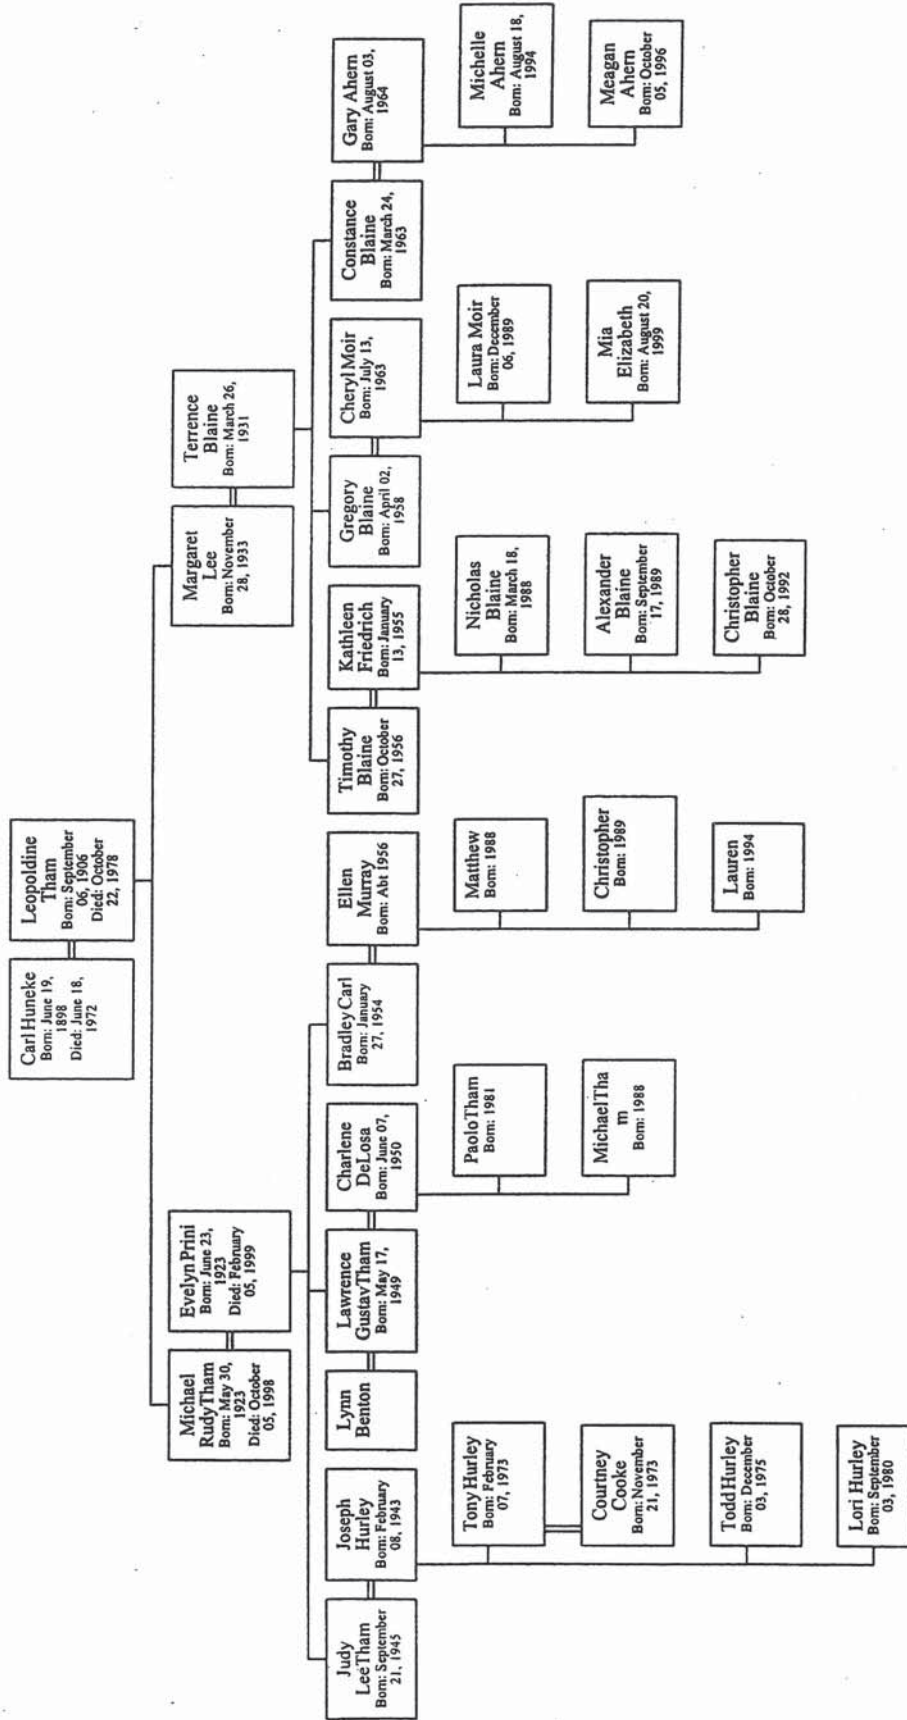 Carl Huneke
Born: June 19,
1898
Died: June 18,
1972
Leopoldine
Tham
Born: September
06, 1906
Died: October
22, 1978
Michael
RudyTham
Born: May 30,
1923
Died: October
05, 1998
Evelyn Prini
Born: June 23,
1923
Died: February
05, 1999
Margaret
Lee
Born: November
28, 1933
Terrence
Blaine
Born: March 26,
1931
Judy
LeeTham
Born: September
21, 1945
Joseph
Hurley
Born: February
08, 1943
Lynn
Benton
Lawrence
GustavTham
Born: May 17,
1949
Charlene
DeLosa
Born: June 07,
1950
Bradley Carl
Born: January
27, 1954
Ellen
Murray
Born: Abt 1956
Timothy
Blaine
Born: October
27, 1956
Kathleen
Friedrich
Born: January
13, 1955
Gregory
Blaine
Born: April 02,
1958
Cheryl Moir
Born: July 13,
1963
Constance
Blaine
Born: March 24,
1963
Gary Ahern
Born: August 03,
1964
Tony Hurley
Born: February
07, 1973
Courtney
Cooke
Born: November
21, 1973
Todd Hurley
Born: December
03, 1975
Lori Hurley
Born: September
03, 1980
PaoloTham
Born: 1981
MichaelTha
m
Born: 1988
Matthew
Born: 1988
Christopher
Born: 1989
Lauren
Born: 1994
Nicholas
Blaine
Born: March 18,
1988
Alexander
Blaine
Born: September
17, 1989
Christopher
Blaine
Born: October
28, 1992
Laura Moir
Born: December
06, 1989
Mia
Elizabeth
Born: August 20,
1999
Michelle
Ahern
Born: August 18,
1994
Meagan
Ahern
Born: October
05, 1996